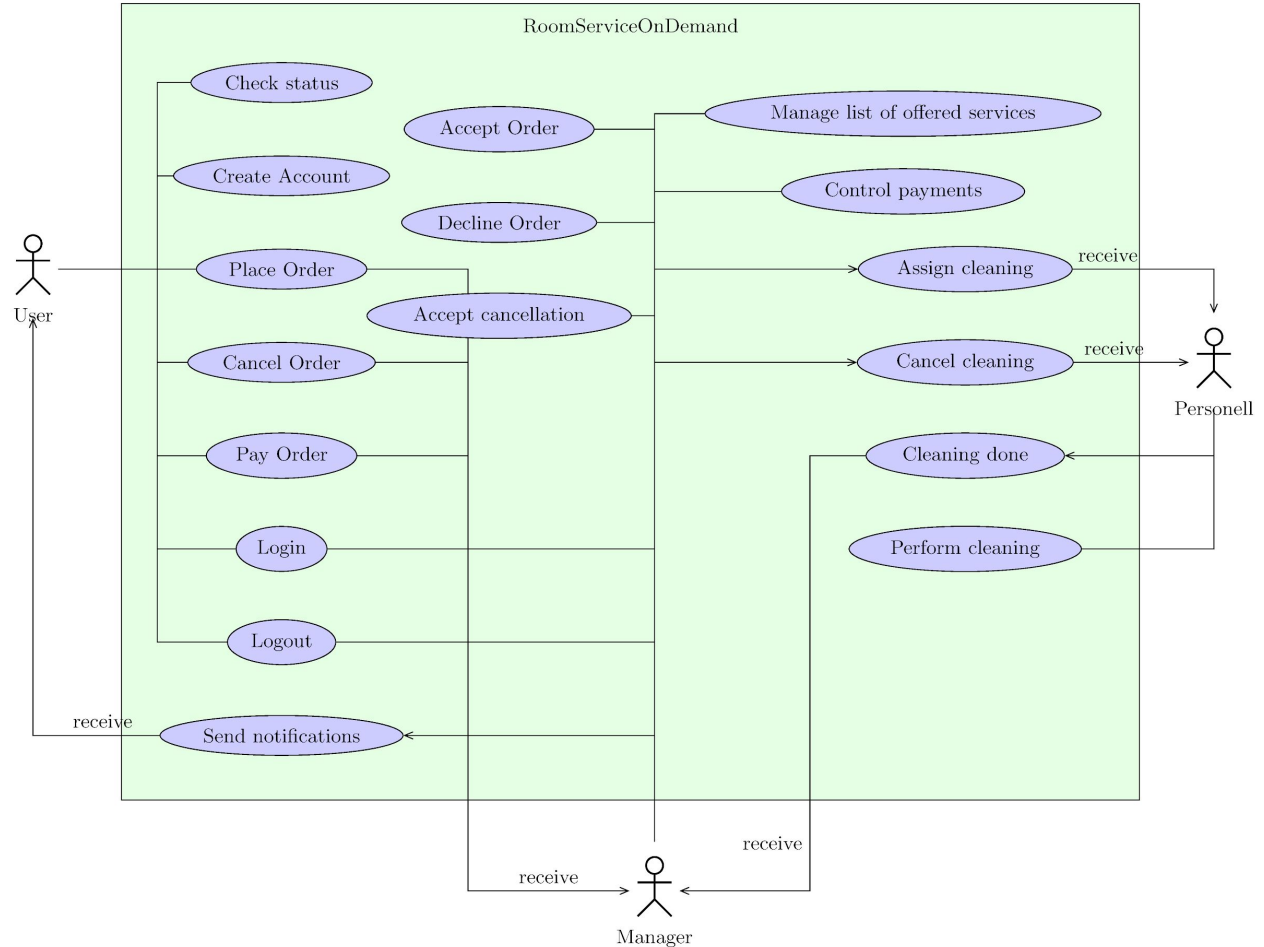 RoomServiceOnDemand
Check status
Manage list of offered services
Accept Order
Create Account
Control payments
Decline Order
receive
Place Order
Assign cleaning
User
Accept cancellation
receive
Cancel Order
Cancel cleaning
Personell
Pay Order
Cleaning done
Login
Perform cleaning
Logout
receive
Send notifications
receive
receive
Manager